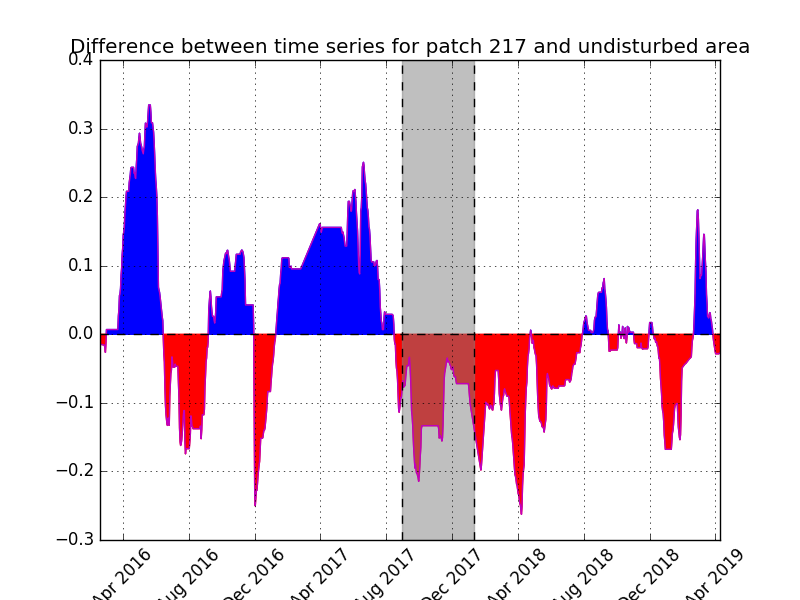 Difference between time series for patch 217 and undisturbed area
0.4
0.3
0.2
0.1
0.0
−0.1
−0.2
−0.3
Apr 2016
Aug 2016
Dec 2016
Apr 2017
Aug 2017
Dec 2017
Apr 2018
Aug 2018
Dec 2018
Apr 2019